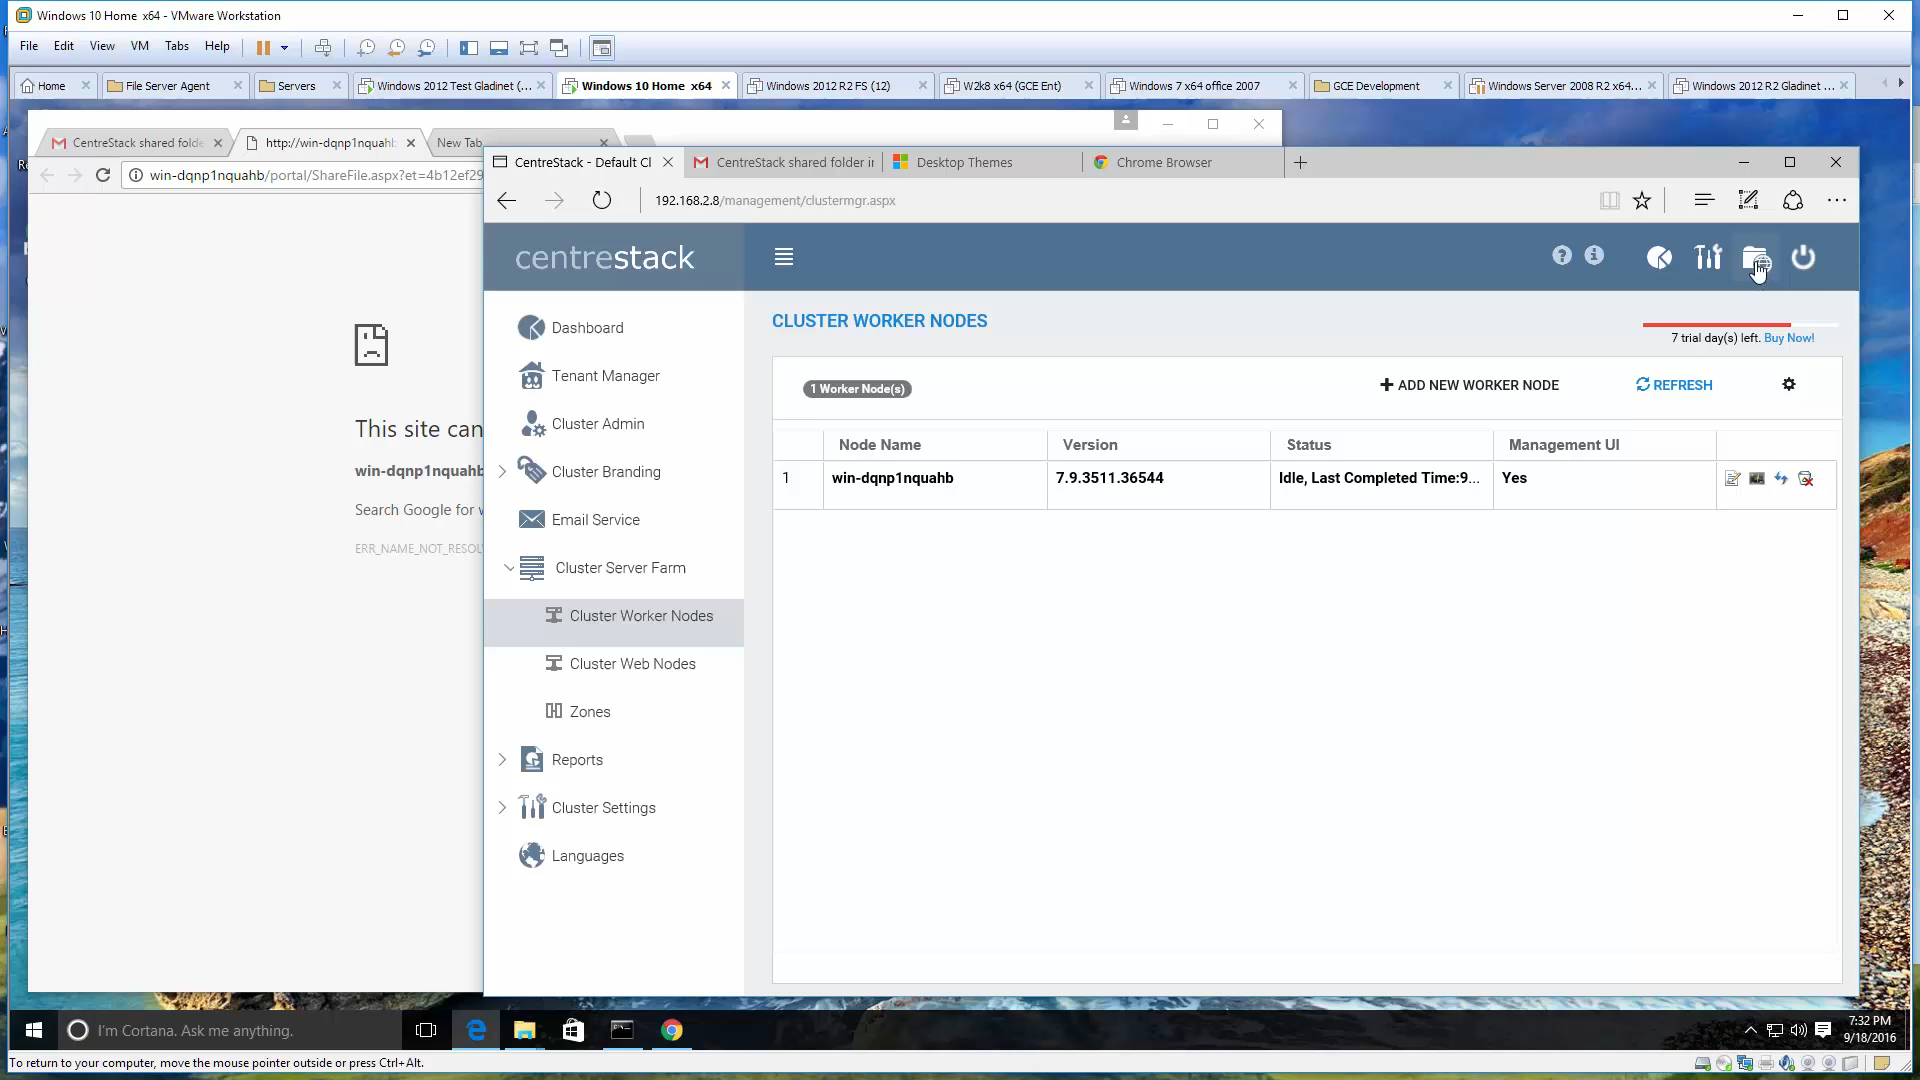 Windows 10 Home x64 - VMware Workstation
File Edit View VM Tabs Help
Home
File Server Agent
Servers
Windows 2012 Test Gladinet (...
Windows 10 Home x64
Windows 2012 R2 FS (12)
W2k8 x64 (GCE Ent)
Windows 7 x64 office 2007
GCE Development
Windows Server 2008 R2 x64...
Windows 2012 R2 Gladinet ...
CentreStack shared folde
http://win-dqnp1nquahb
New Tab
win-dqnp1nquahb/portal/ShareFile.aspx?et=4b12ef29
This site can
win-dqnp1nquahb
Search Google for
ERR_NAME_NOT_RESOL
CentreStack - Default Cl
CentreStack shared folder in
Desktop Themes
Chrome Browser
192.168.2.8/management/clustermgr.aspx
centrestack
Dashboard
Tenant Manager
Cluster Admin
Cluster Branding
Email Service
Cluster Server Farm
Cluster Worker Nodes
Cluster Web Nodes
Zones
Reports
Cluster Settings
Languages
CLUSTER WORKER NODES
7 trial day(s) left. Buy Now!
1 Worker Node(s)
ADD NEW WORKER NODE
REFRESH
Node Name Version Status Management UI
1 win-dqnp1nquahb 7.9.3511.36544 Idle, Last Completed Time:9... Yes
I'm Cortana. Ask me anything.
7:32 PM
9/18/2016
To return to your computer, move the mouse pointer outside or press Ctrl+Alt.